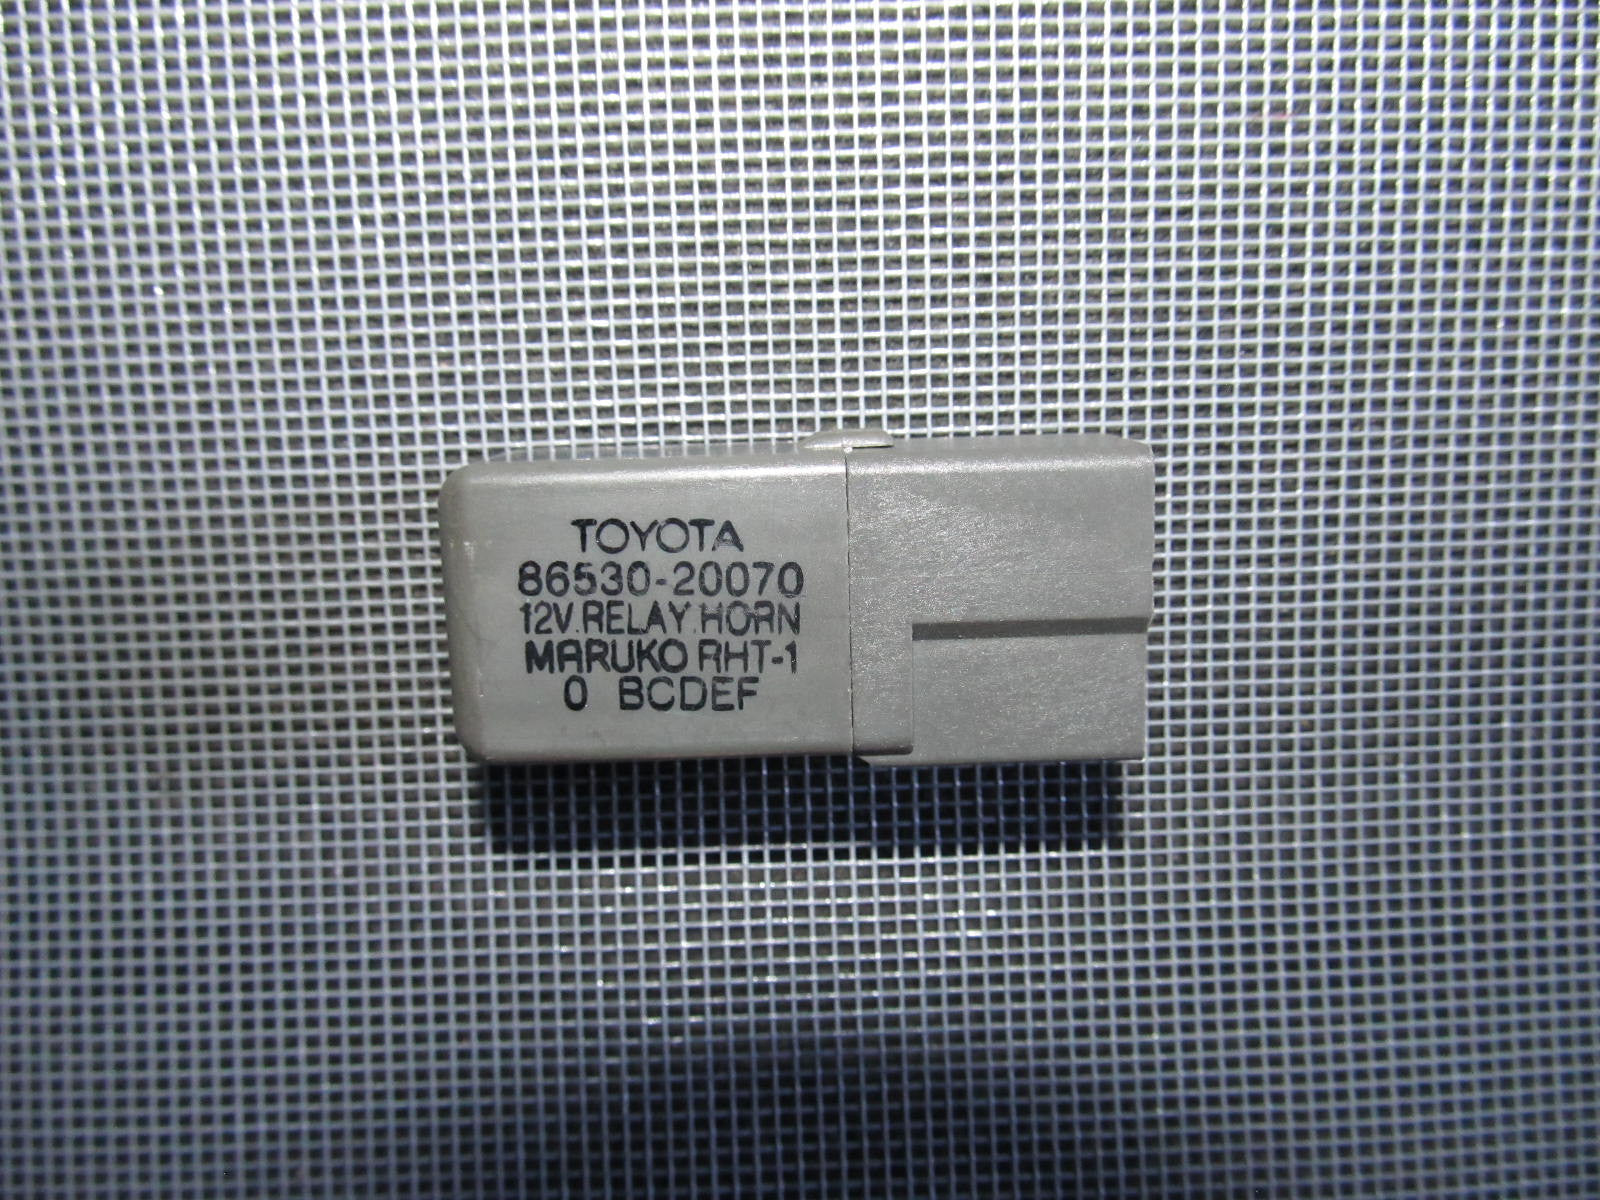 TOYOTA
86530-20070
12V.RELAY.HORN
MARUKO RHT-1
0 BCDEF